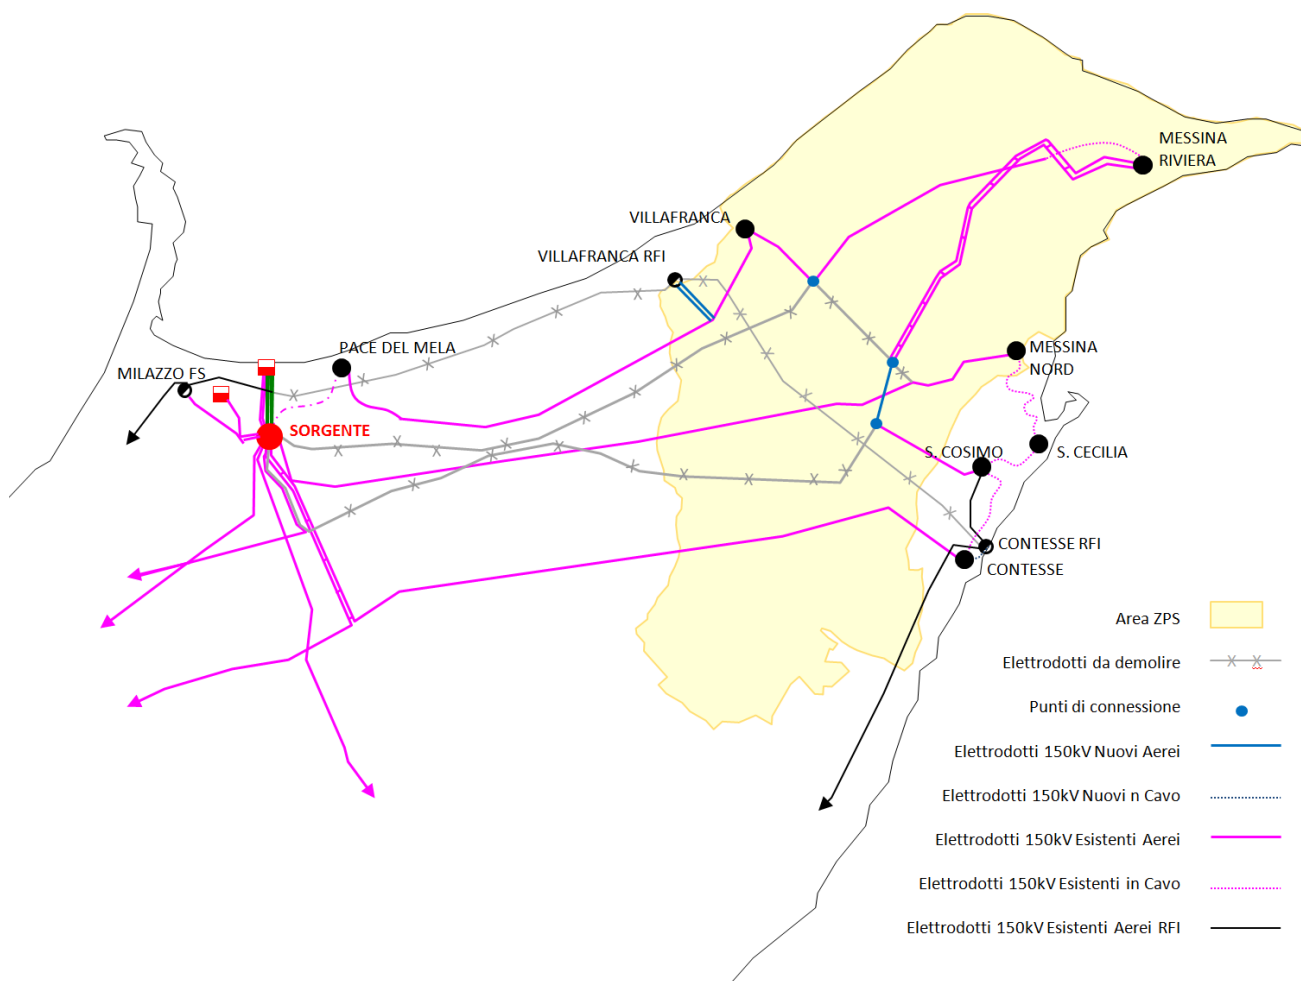 MESSINA
RIVIERA
VILLAFRANCA
VILLAFRANCA RFI
PACE DEL MELA
MESSINA
NORD
MILAZZO FS
SORGENTE
S. COSIMO
S. CECILIA
CONTESSE RFI
CONTESSE
Area ZPS
Elettrodotti da demolire
Punti di connessione
Elettrodotti 150kV Nuovi Aerei
Elettrodotti 150kV Nuovi n Cavo
Elettrodotti 150kV Esistenti Aerei
Elettrodotti 150kV Esistenti in Cavo
Elettrodotti 150kV Esistenti Aerei RFI